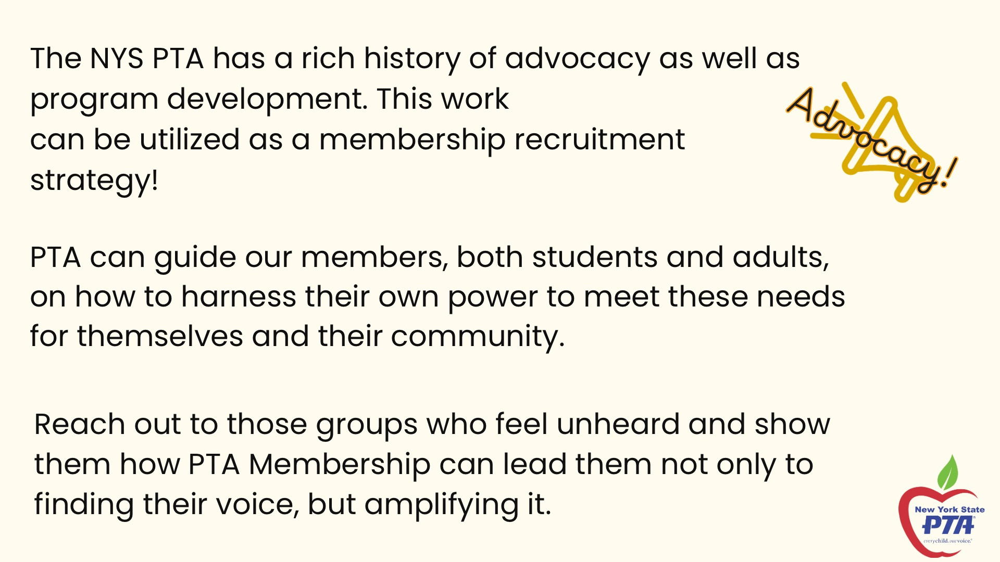 The NYS PTA has a rich history of advocacy as well as
program development. This work
can be utilized as a membership recruitment
strategy!
Advocacy!
PTA can guide our members, both students and adults,
on how to harness their own power to meet these needs
for themselves and their community.
Reach out to those groups who feel unheard and show
them how PTA Membership can lead them not only to
finding their voice, but amplifying it.
New York State
PTA®
everychild. one voice.®